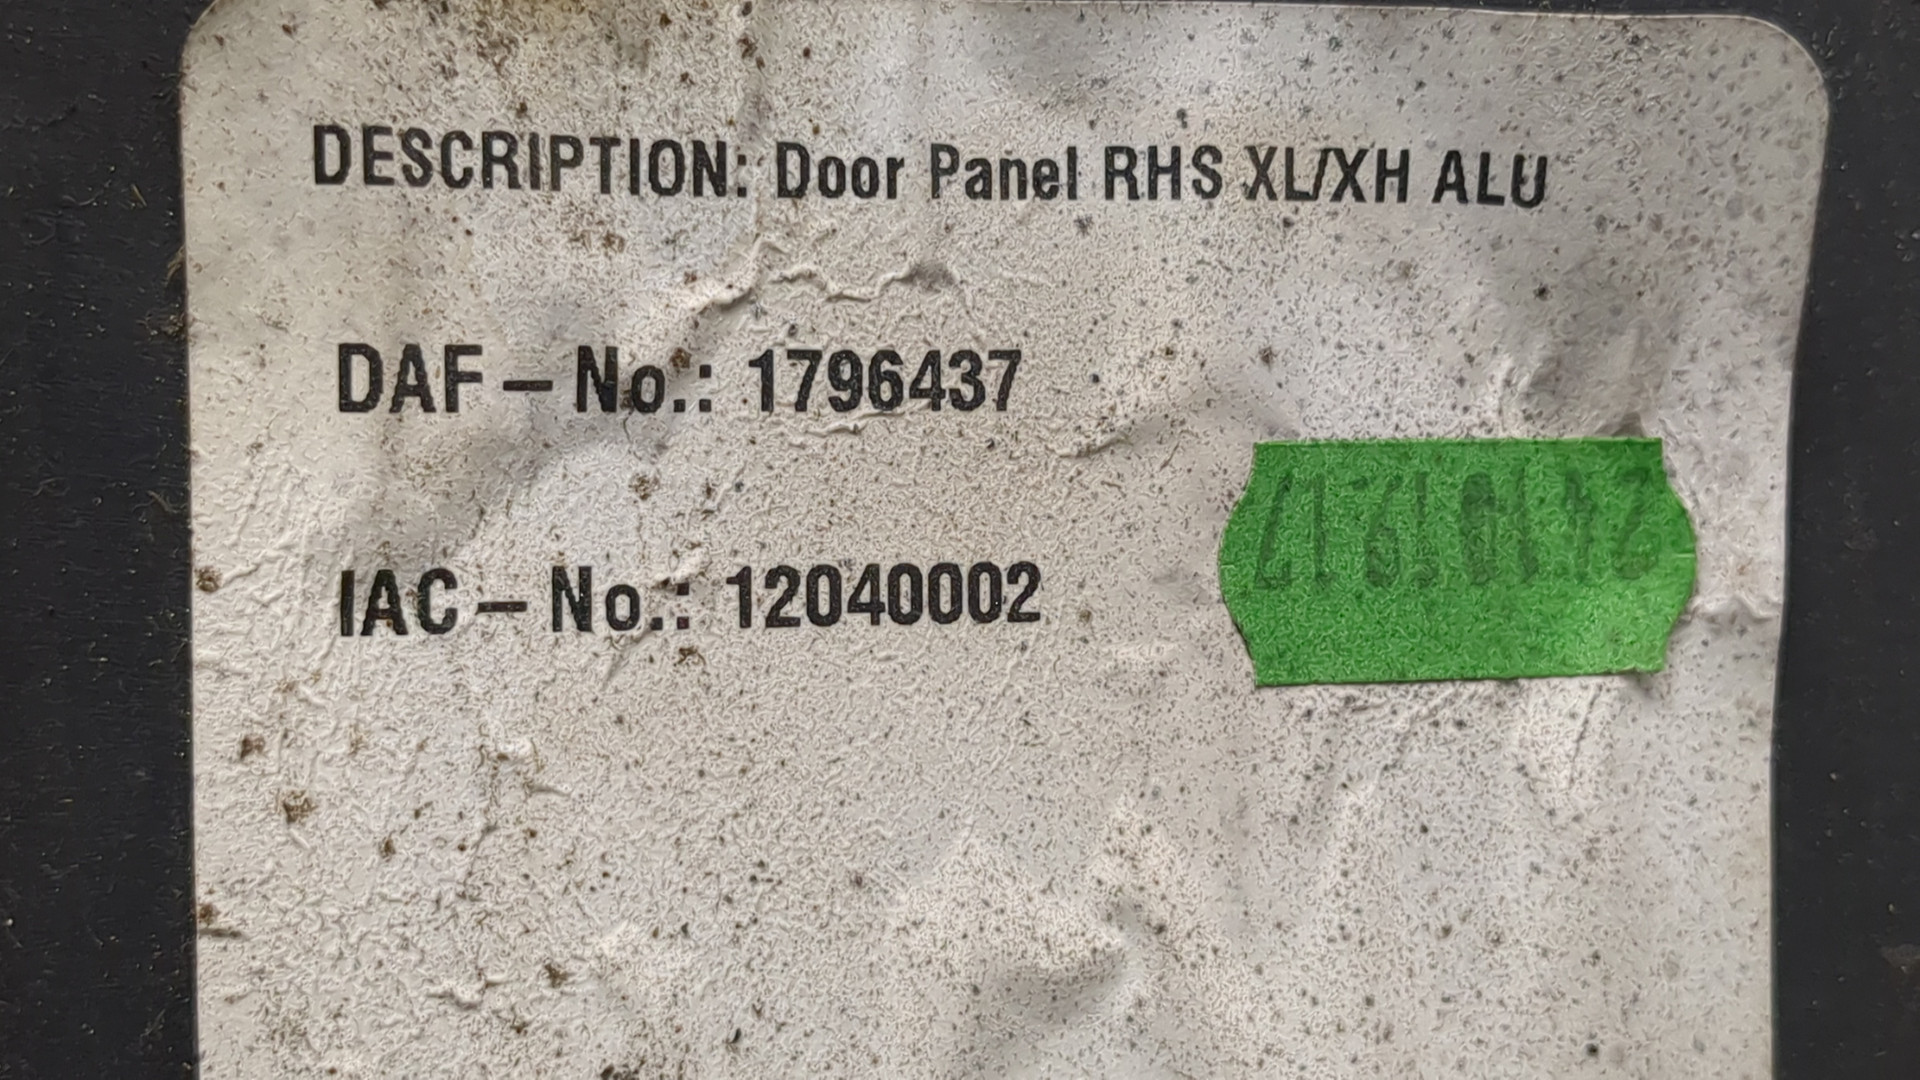 DESCRIPTION: Door Panel RHS XL/XH ALU
DAF – No.: 1796437
IAC – No.: 12040002